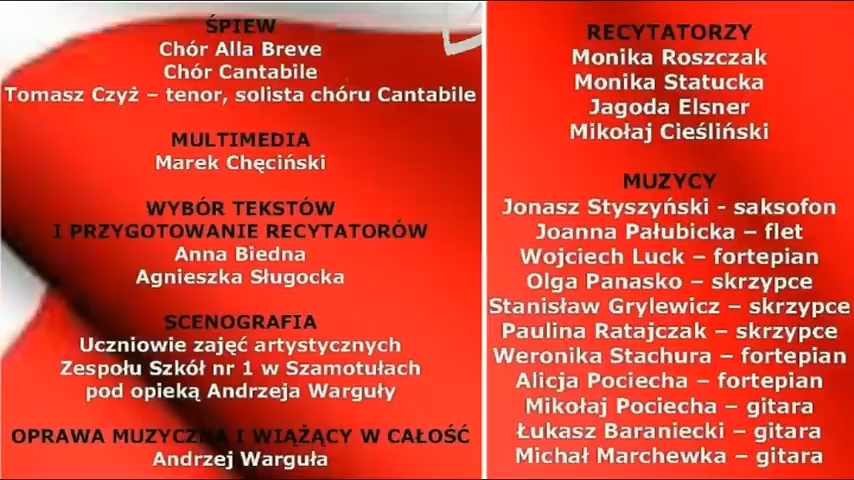 ŚPIEW
Chór Alla Breve
Chór Cantabile
Tomasz Czyż – tenor, solista chóru Cantabile
MULTIMEDIA
Marek Chęciński
WYBÓR TEKSTÓW
I PRZYGOTOWANIE RECYTATORÓW
Anna Biedna
Agnieszka Sługocka
SCENOGRAFIA
Uczniowie zajęć artystycznych
Zespołu Szkół nr 1 w Szamotułach
pod opieką Andrzeja Warguły
OPRAWA MUZYCZNA I WIĄŻĄCY W CAŁOŚĆ
Andrzej Warguła
RECYTATORZY
Monika Roszczak
Monika Statucka
Jagoda Elsner
Mikołaj Cieśliński
MUZYCY
Jonasz Styszyński - saksofon
Joanna Pałubicka – flet
Wojciech Luck – fortepian
Olga Panasko – skrzypce
Stanisław Grylewicz – skrzypce
Paulina Ratajczak – skrzypce
Weronika Stachura – fortepian
Alicja Pociecha – fortepian
Mikołaj Pociecha – gitara
Łukasz Baraniecki – gitara
Michał Marchewka – gitara